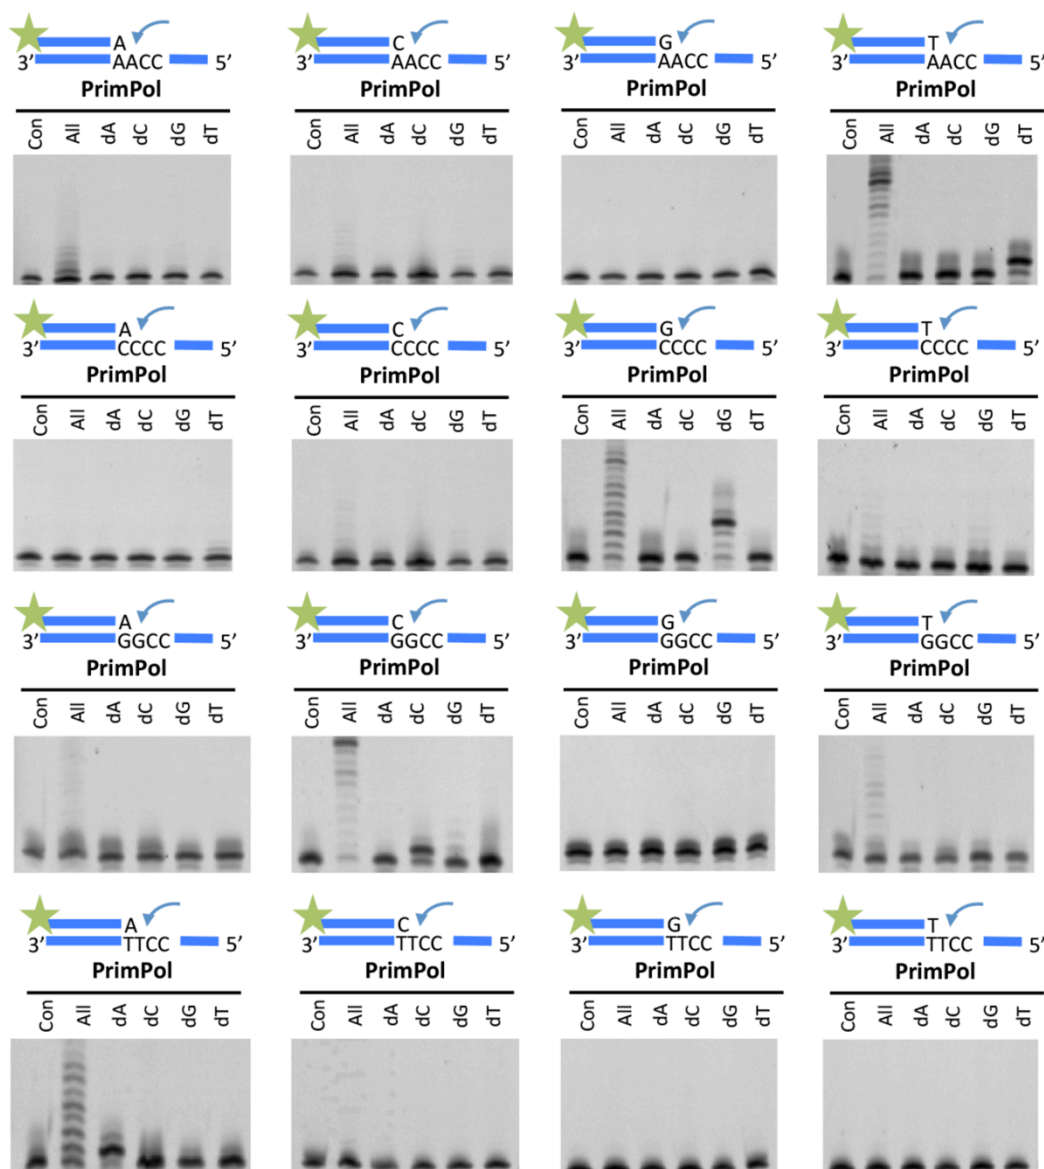 A C G T
3’ AACC 5’ 3’ AACC 5’ 3’ AACC 5’ 3’ AACC 5’
PrimPol PrimPol PrimPol PrimPol
Con All dA dC dG dT Con All dA dC dG dT Con All dA dC dG dT Con All dA dC dG dT
A C G T
3’ CCCC 5’ 3’ CCCC 5’ 3’ CCCC 5’ 3’ CCCC 5’
PrimPol PrimPol PrimPol PrimPol
Con All dA dC dG dT Con All dA dC dG dT Con All dA dC dG dT Con All dA dC dG dT
A C G T
3’ GGCC 5’ 3’ GGCC 5’ 3’ GGCC 5’ 3’ GGCC 5’
PrimPol PrimPol PrimPol PrimPol
Con All dA dC dG dT Con All dA dC dG dT Con All dA dC dG dT Con All dA dC dG dT
A C G T
3’ TTCC 5’ 3’ TTCC 5’ 3’ TTCC 5’ 3’ TTCC 5’
PrimPol PrimPol PrimPol PrimPol
Con All dA dC dG dT Con All dA dC dG dT Con All dA dC dG dT Con All dA dC dG dT